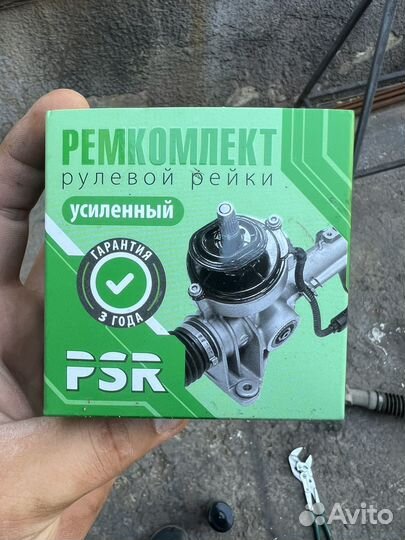 РЕМКОМПЛЕКТ
рулевой рейки
усиленный
ГАРАНТИЯ
3 ГОДА
PSR
Avito